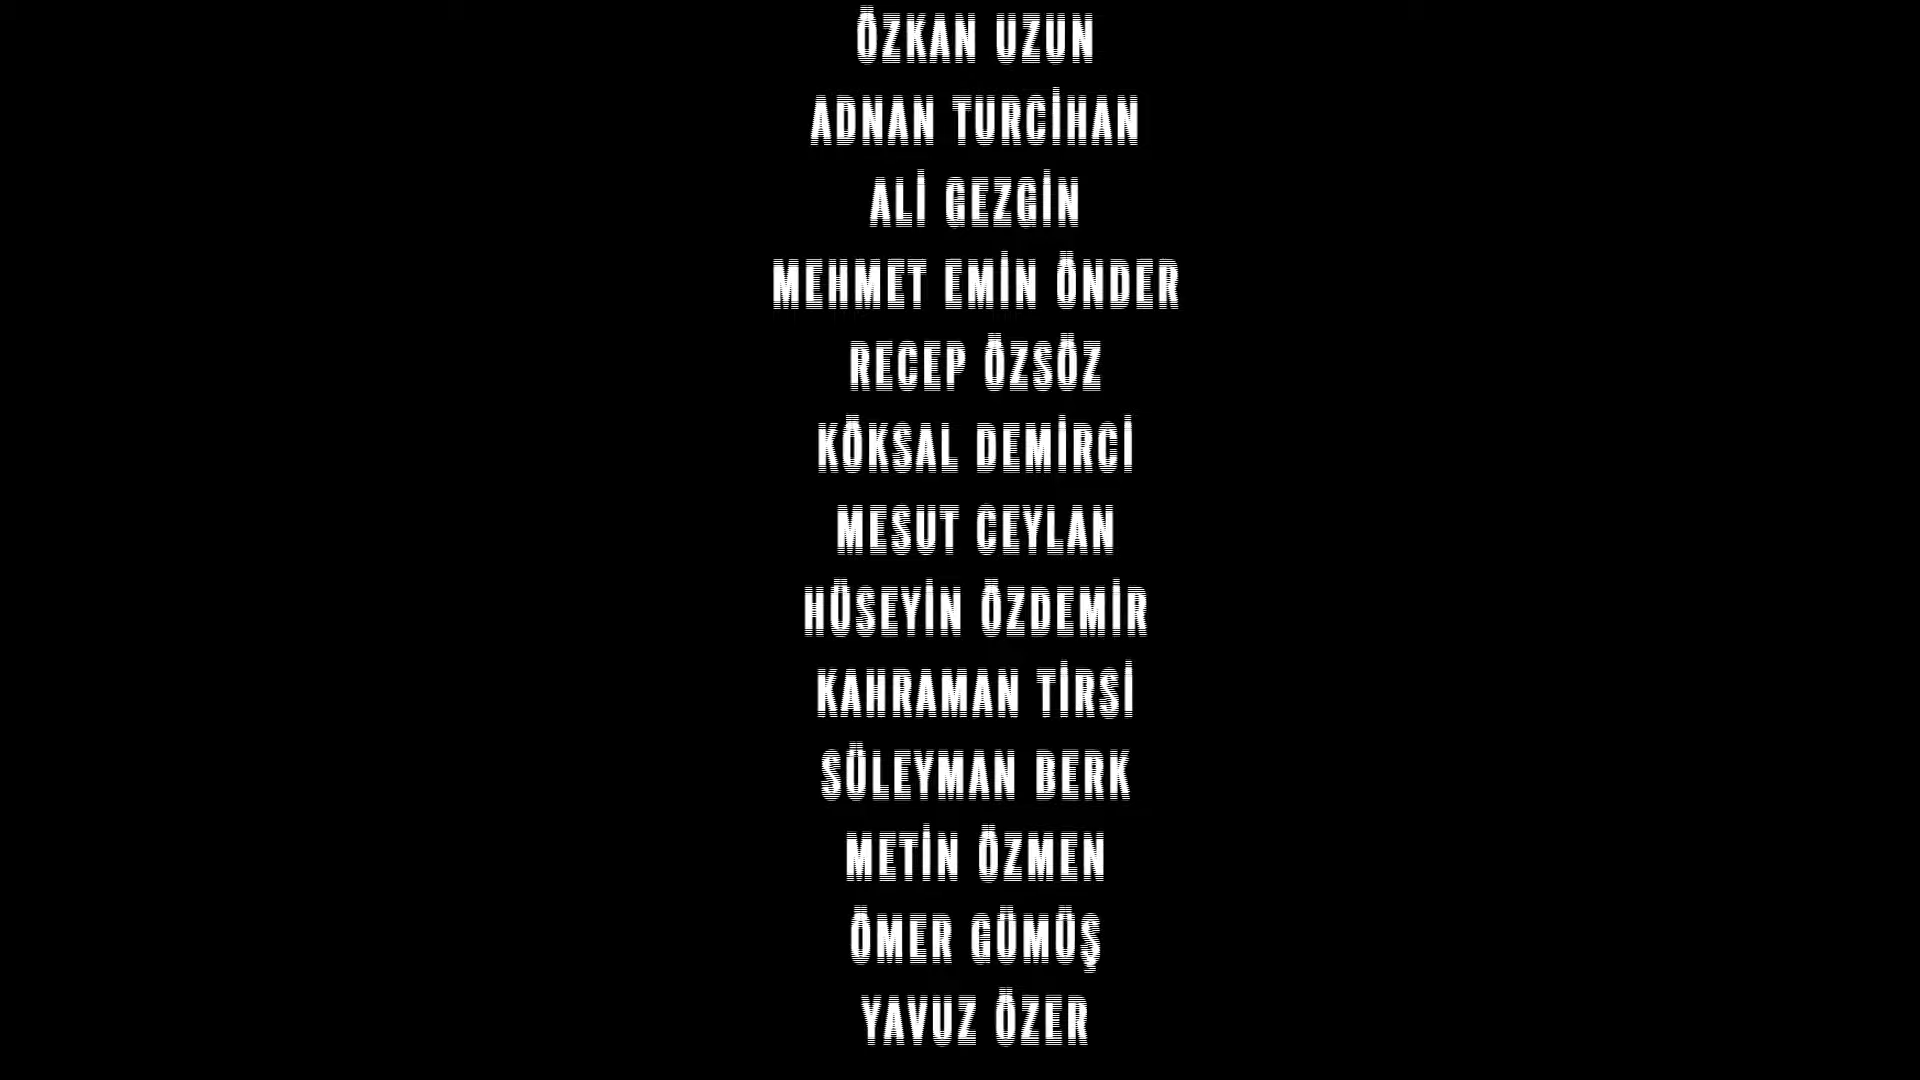 ÖZKAN UZUN
ADNAN TURCİHAN
ALİ GEZGİN
MEHMET EMİN ÖNDER
RECEP ÖZSÖZ
KÖKSAL DEMİRCİ
MESUT CEYLAN
HÜSEYİN ÖZDEMİR
KAHRAMAN TİRSİ
SÜLEYMAN BERK
METİN ÖZMEN
ÖMER GÜMÜŞ
YAVUZ ÖZER